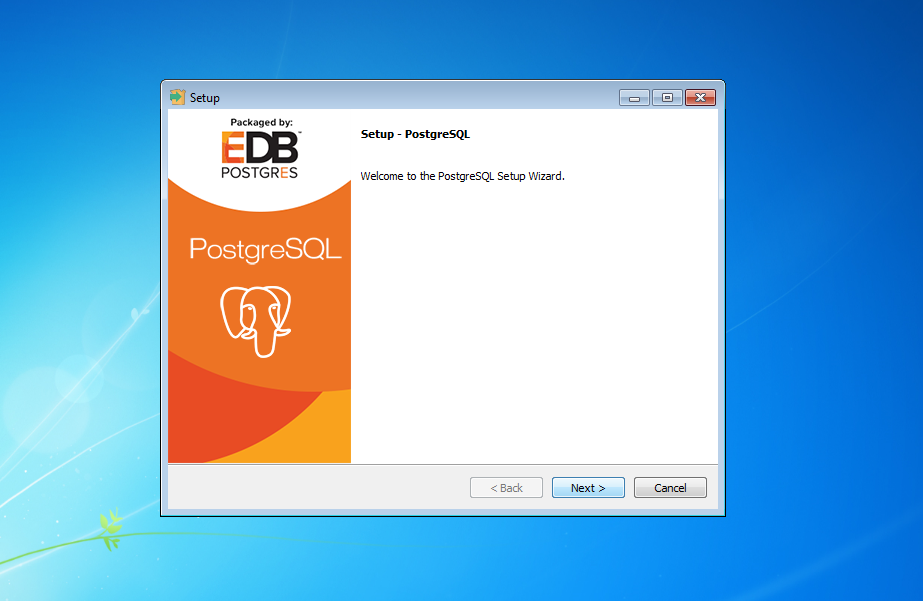 Setup
Packaged by:
EDB
POSTGRES
PostgreSQL
Setup - PostgreSQL
Welcome to the PostgreSQL Setup Wizard.
< Back
Next >
Cancel